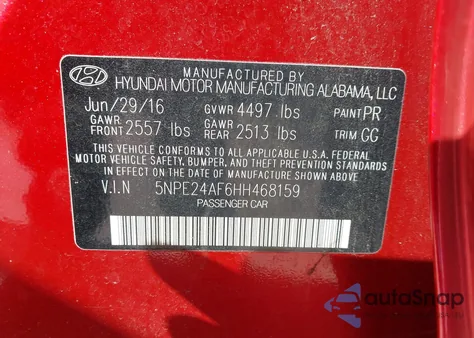 MANUFACTURED BY
HYUNDAI MOTOR MANUFACTURING ALABAMA, LLC
Jun/29/16 GVWR 4497 lbs PAINT PR
GAWR FRONT 2557 lbs GAWR REAR 2513 lbs TRIM GG
THIS VEHICLE CONFORMS TO ALL APPLICABLE U.S.A. FEDERAL
MOTOR VEHICLE SAFETY, BUMPER, AND THEFT PREVENTION STANDARDS
IN EFFECT ON THE DATE OF MANUFACTURE SHOWN ABOVE.
V.I.N 5NPE24AF6HH468159
PASSENGER CAR
autoSnap